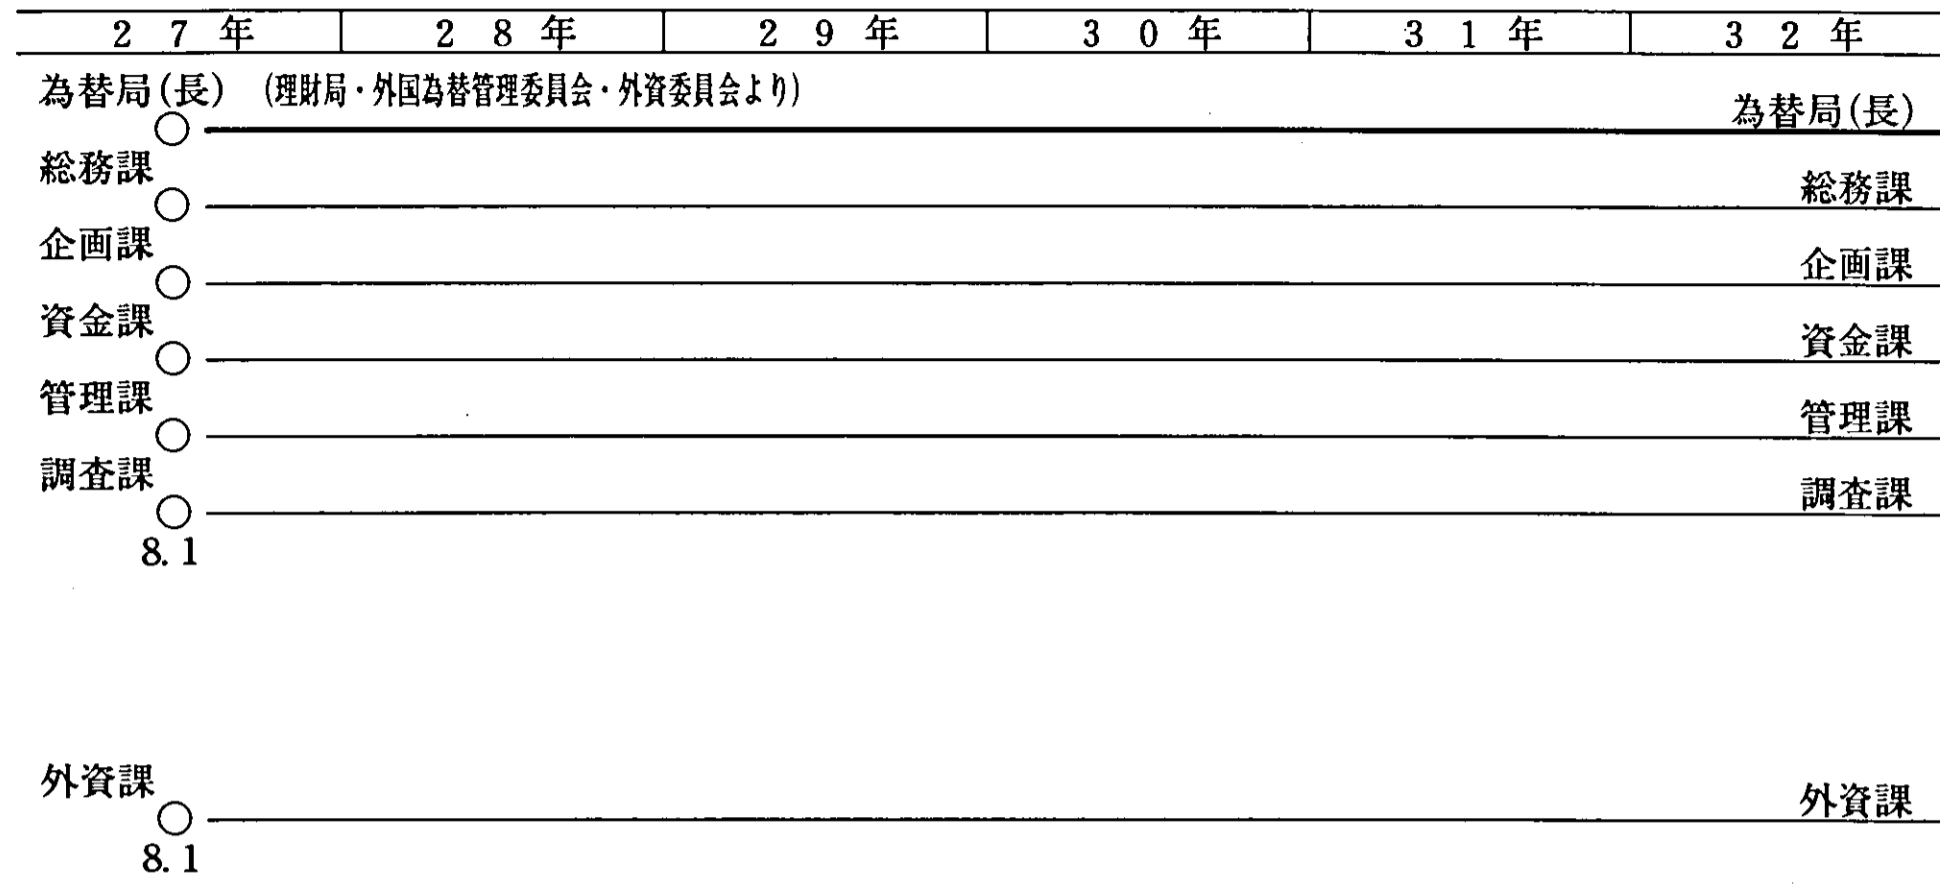 27年 28年 29年 30年 31年 32年
為替局(長) (理財局・外国為替管理委員会・外資委員会より)
為替局(長)
総務課
総務課
企画課
企画課
資金課
資金課
管理課
管理課
調査課
調査課
8.1
外資課
外資課
8.1